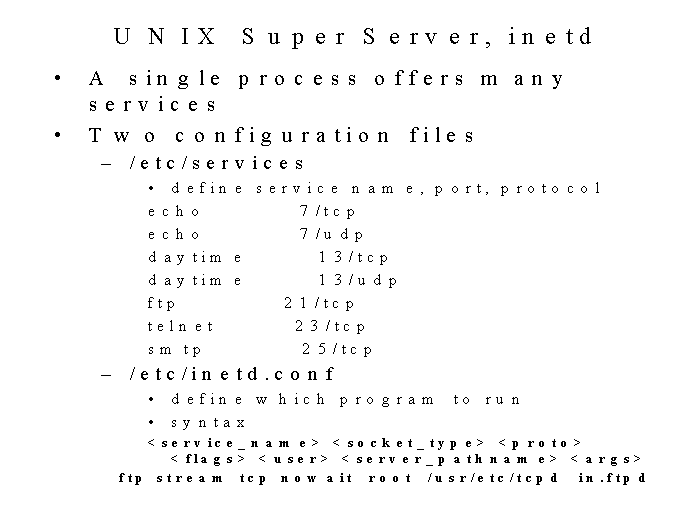 UNIX Super Server, inetd
• A single process offers many
services
• Two configuration files
– /etc/services
• define service name, port, protocol
echo 7/tcp
echo 7/udp
daytime 13/tcp
daytime 13/udp
ftp 21/tcp
telnet 23/tcp
smtp 25/tcp
– /etc/inetd.conf
• define which program to run
• syntax
<service_name> <socket_type> <proto>
<flags> <user> <server_pathname> <args>
ftp stream tcp nowait root /usr/etc/tcpd in.ftpd